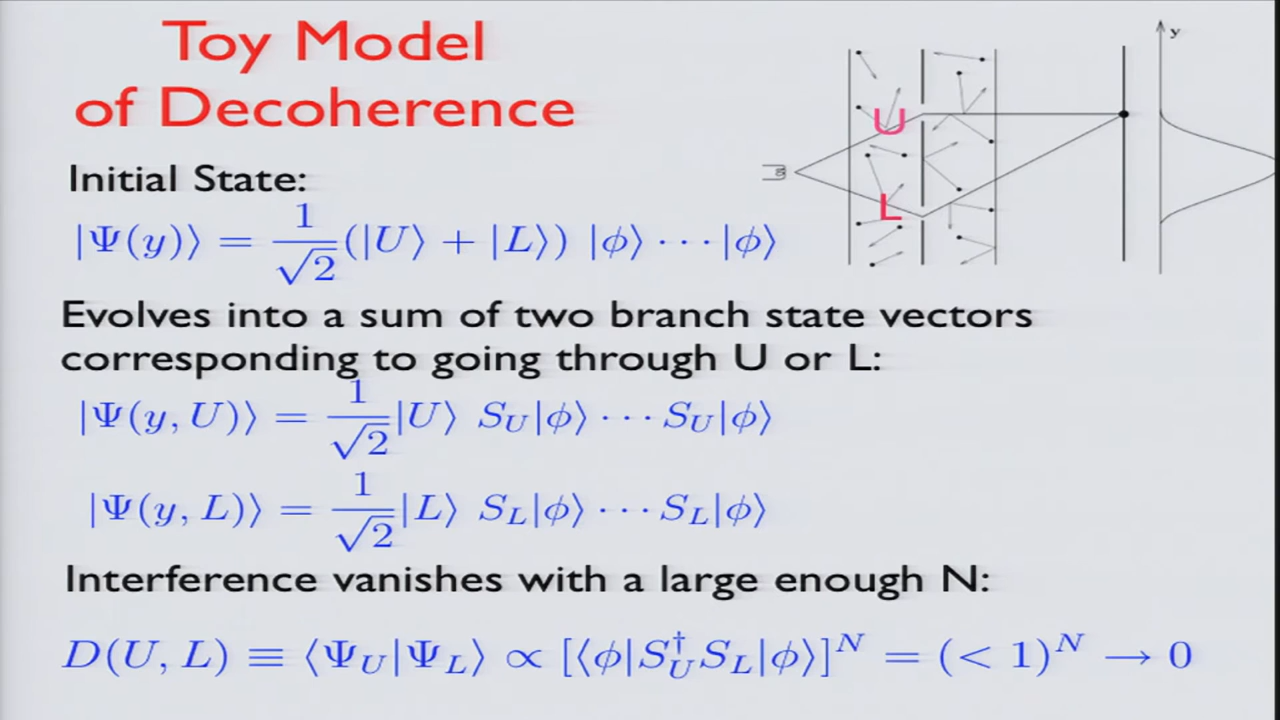 Toy Model
of Decoherence
y
U
L
Initial State:
|Ψ(y)⟩ = 1/√2 (|U⟩ + |L⟩) |φ⟩ ··· |φ⟩
Evolves into a sum of two branch state vectors
corresponding to going through U or L:
|Ψ(y, U)⟩ = 1/√2 |U⟩ S_U|φ⟩ ··· S_U|φ⟩
|Ψ(y, L)⟩ = 1/√2 |L⟩ S_L|φ⟩ ··· S_L|φ⟩
Interference vanishes with a large enough N:
D(U, L) ≡ ⟨Ψ_U|Ψ_L⟩ ∝ [⟨φ|S_U^† S_L|φ⟩]^N = (< 1)^N → 0